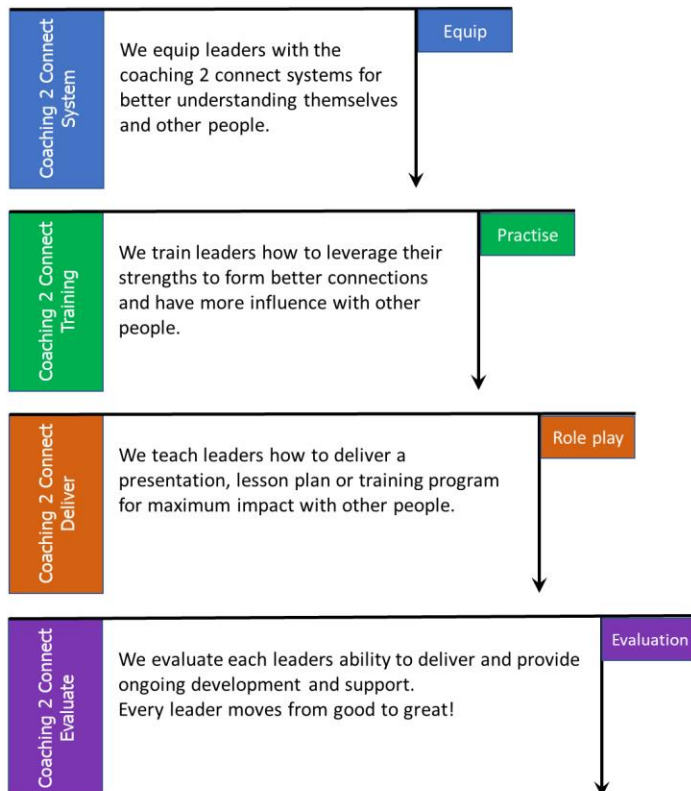 Coaching 2 Connect
System
We equip leaders with the
coaching 2 connect systems for
better understanding themselves
and other people.
Equip
Coaching 2 Connect
Training
We train leaders how to leverage their
strengths to form better connections
and have more influence with other
people.
Practise
Coaching 2 Connect
Deliver
We teach leaders how to deliver a
presentation, lesson plan or training program
for maximum impact with other people.
Role play
Coaching 2 Connect
Evaluate
We evaluate each leaders ability to deliver and provide
ongoing development and support.
Every leader moves from good to great!
Evaluation